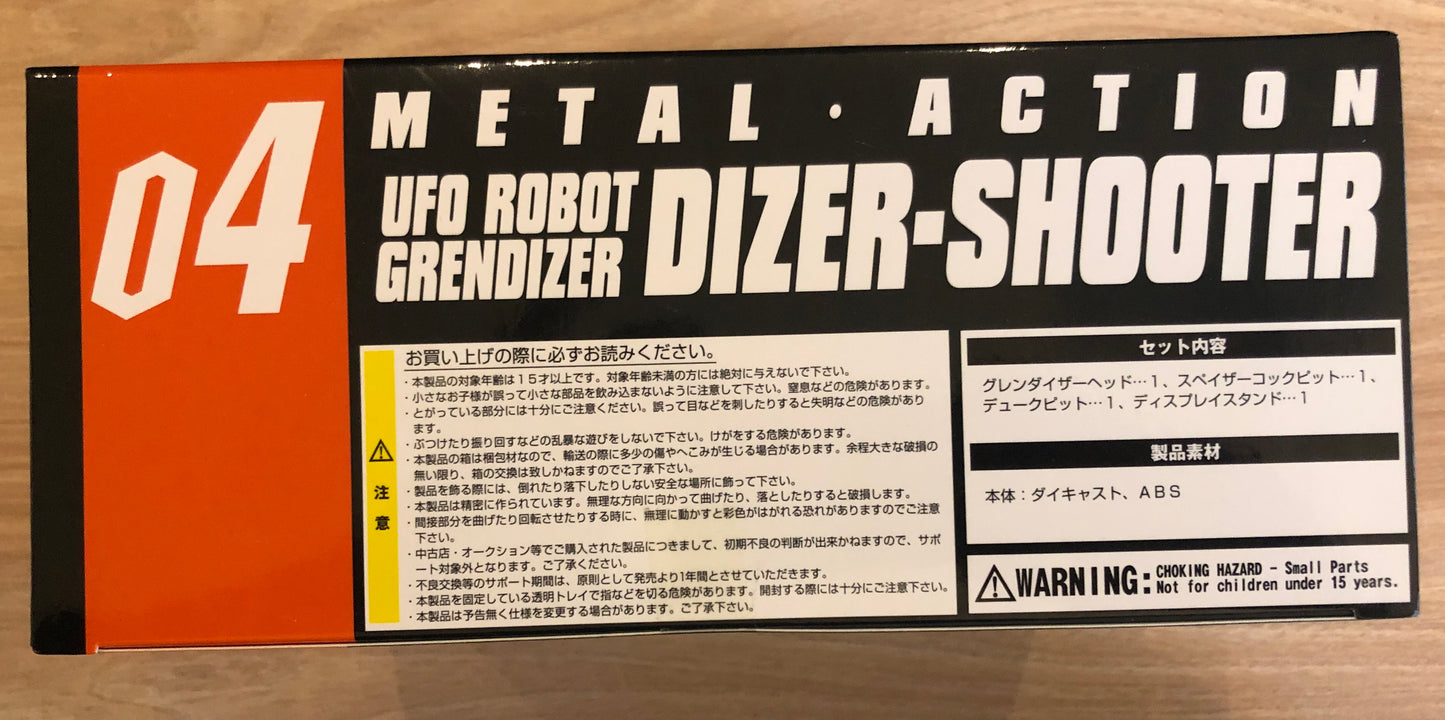 04
METAL・ACTION
UFO ROBOT
GRENDIZER
DIZER-SHOOTER
注意
お買い上げの際に必ずお読みください。
・本製品の対象年齢は15才以上です。対象年齢未満の方には絶対に与えないで下さい。
・小さなお子様が誤って小さな部品を飲み込まないように注意して下さい。窒息などの危険があります。
・とがっている部分には十分にご注意ください。誤って目などを刺したりすると失明などの危険があり
ます。
・ぶつけたり振り回すなどの乱暴な遊びをしないで下さい。けがをする危険があります。
・本製品の箱は梱包材なので、輸送の際に多少の傷やへこみが生じる場合があります。余程大きな破損の
無い限り、箱の交換は致しかねますのでご了承下さい。
・製品を飾る際には、倒れたり落下したりしない安全な場所に飾って下さい。
・本製品は精密に作られています。無理な方向に向かって曲げたり、落としたりすると破損します。
・間接部分を曲げたり回転させたりする時に、無理に動かすと彩色がはがれる恐れがありますのでご注意
下さい。
・中古店・オークション等でご購入された製品につきまして、初期不良の判断が出来かねますので、サポ
ート対象外となります。ご了承ください。
・不良交換等のサポート期間は、原則として発売より1年間とさせていただきます。
・本製品を固定している透明トレイで指などを切る危険があります。開封する際には十分にご注意下さい。
・本製品は予告無く仕様を変更する場合があります。ご了承下さい。
セット内容
グレンダイザーヘッド…1、スペイザーコックピット…1、
デュークピット…1、ディスプレイスタンド…1
製品素材
本体：ダイキャスト、ABS
WARNING:
CHOKING HAZARD - Small Parts
Not for children under 15 years.